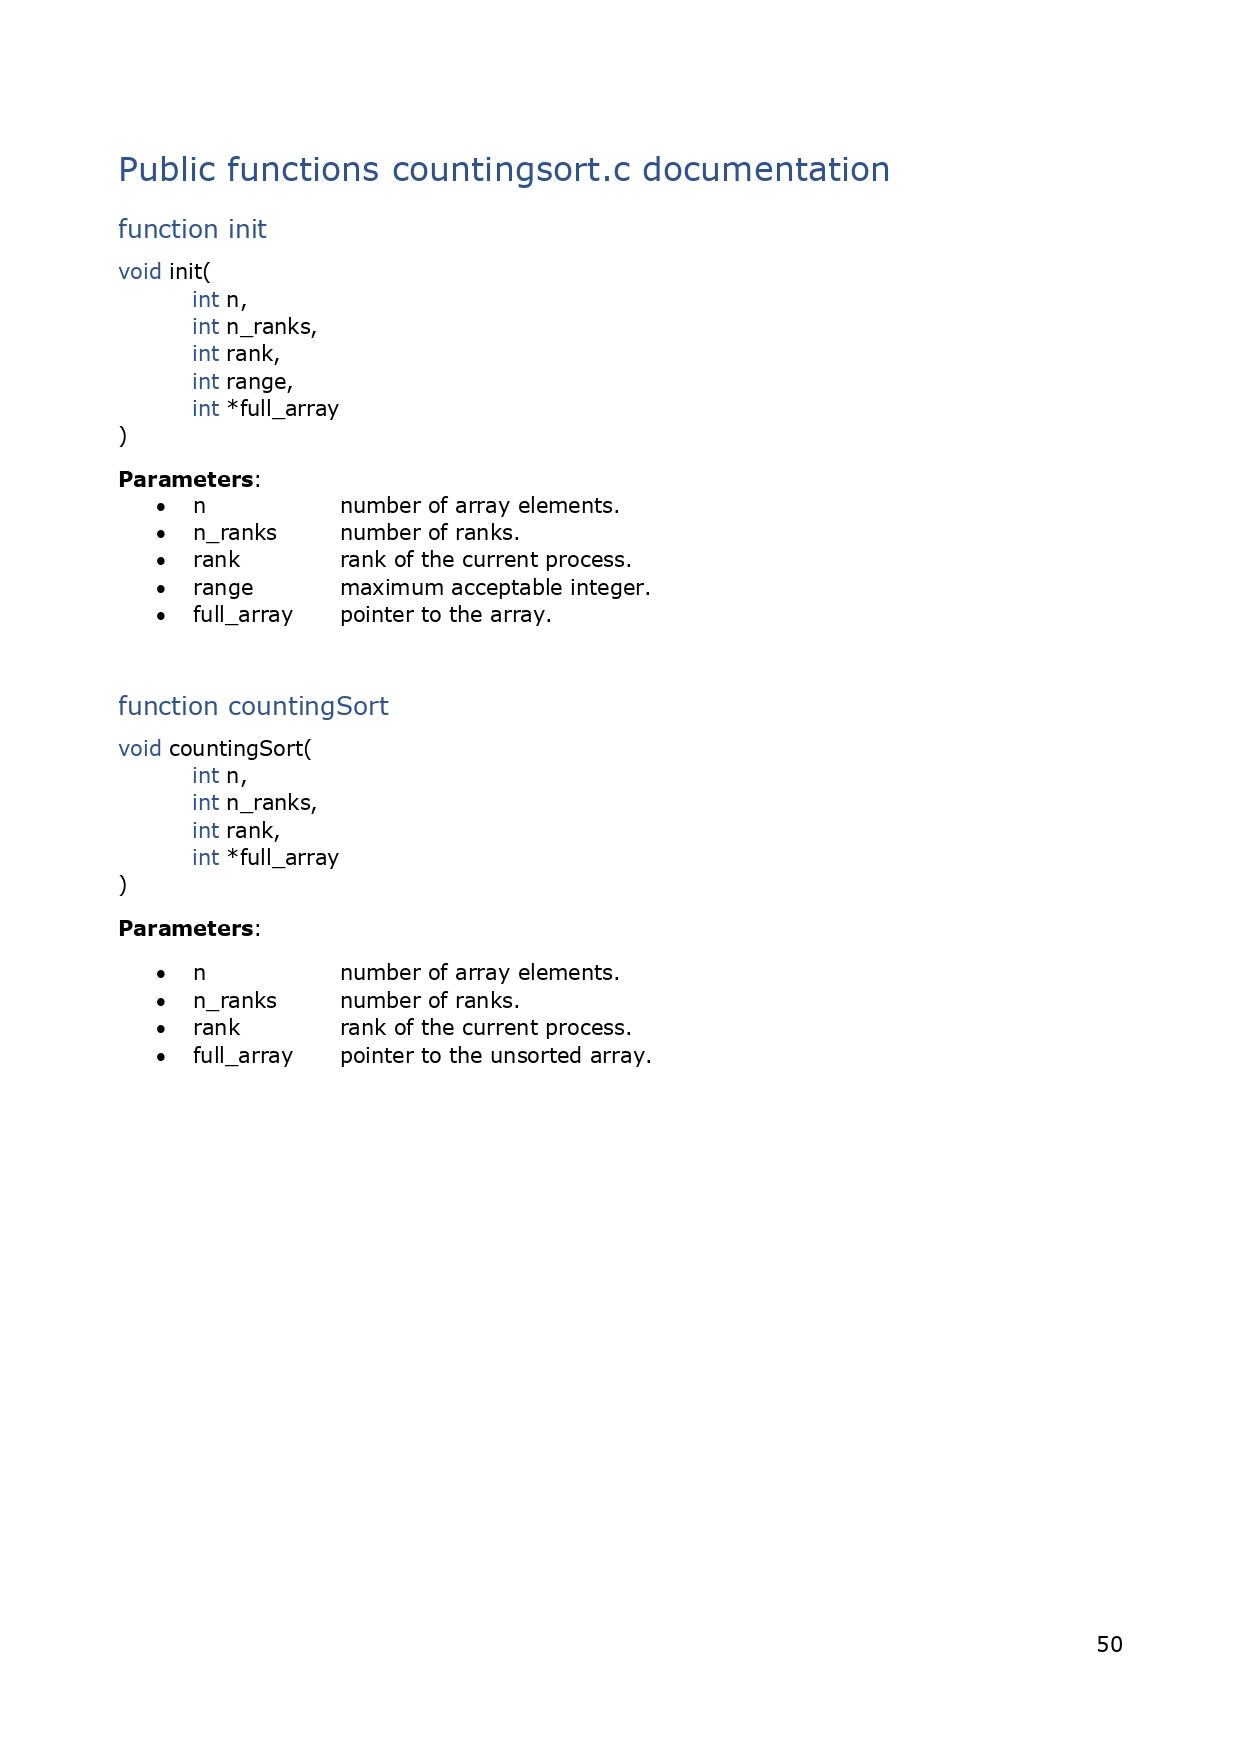 Public functions countingsort.c documentation
function init
void init(
int n,
int n_ranks,
int rank,
int range,
int *full_array
)
Parameters:
• n number of array elements.
• n_ranks number of ranks.
• rank rank of the current process.
• range maximum acceptable integer.
• full_array pointer to the array.
function countingSort
void countingSort(
int n,
int n_ranks,
int rank,
int *full_array
)
Parameters:
• n number of array elements.
• n_ranks number of ranks.
• rank rank of the current process.
• full_array pointer to the unsorted array.
50